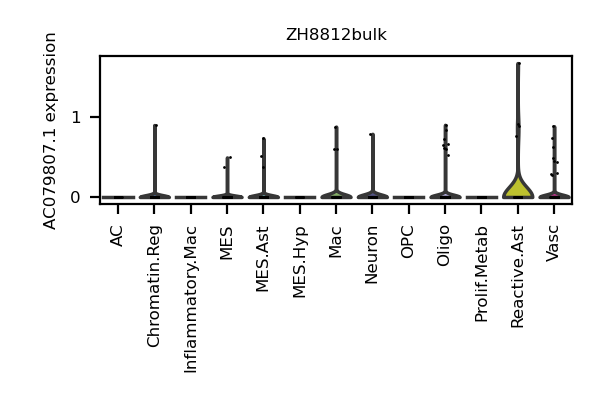 ZH8812bulk
AC079807.1 expression
1
0
AC
Chromatin.Reg
Inflammatory.Mac
MES
MES.Ast
MES.Hyp
Mac
Neuron
OPC
Oligo
Prolif.Metab
Reactive.Ast
Vasc